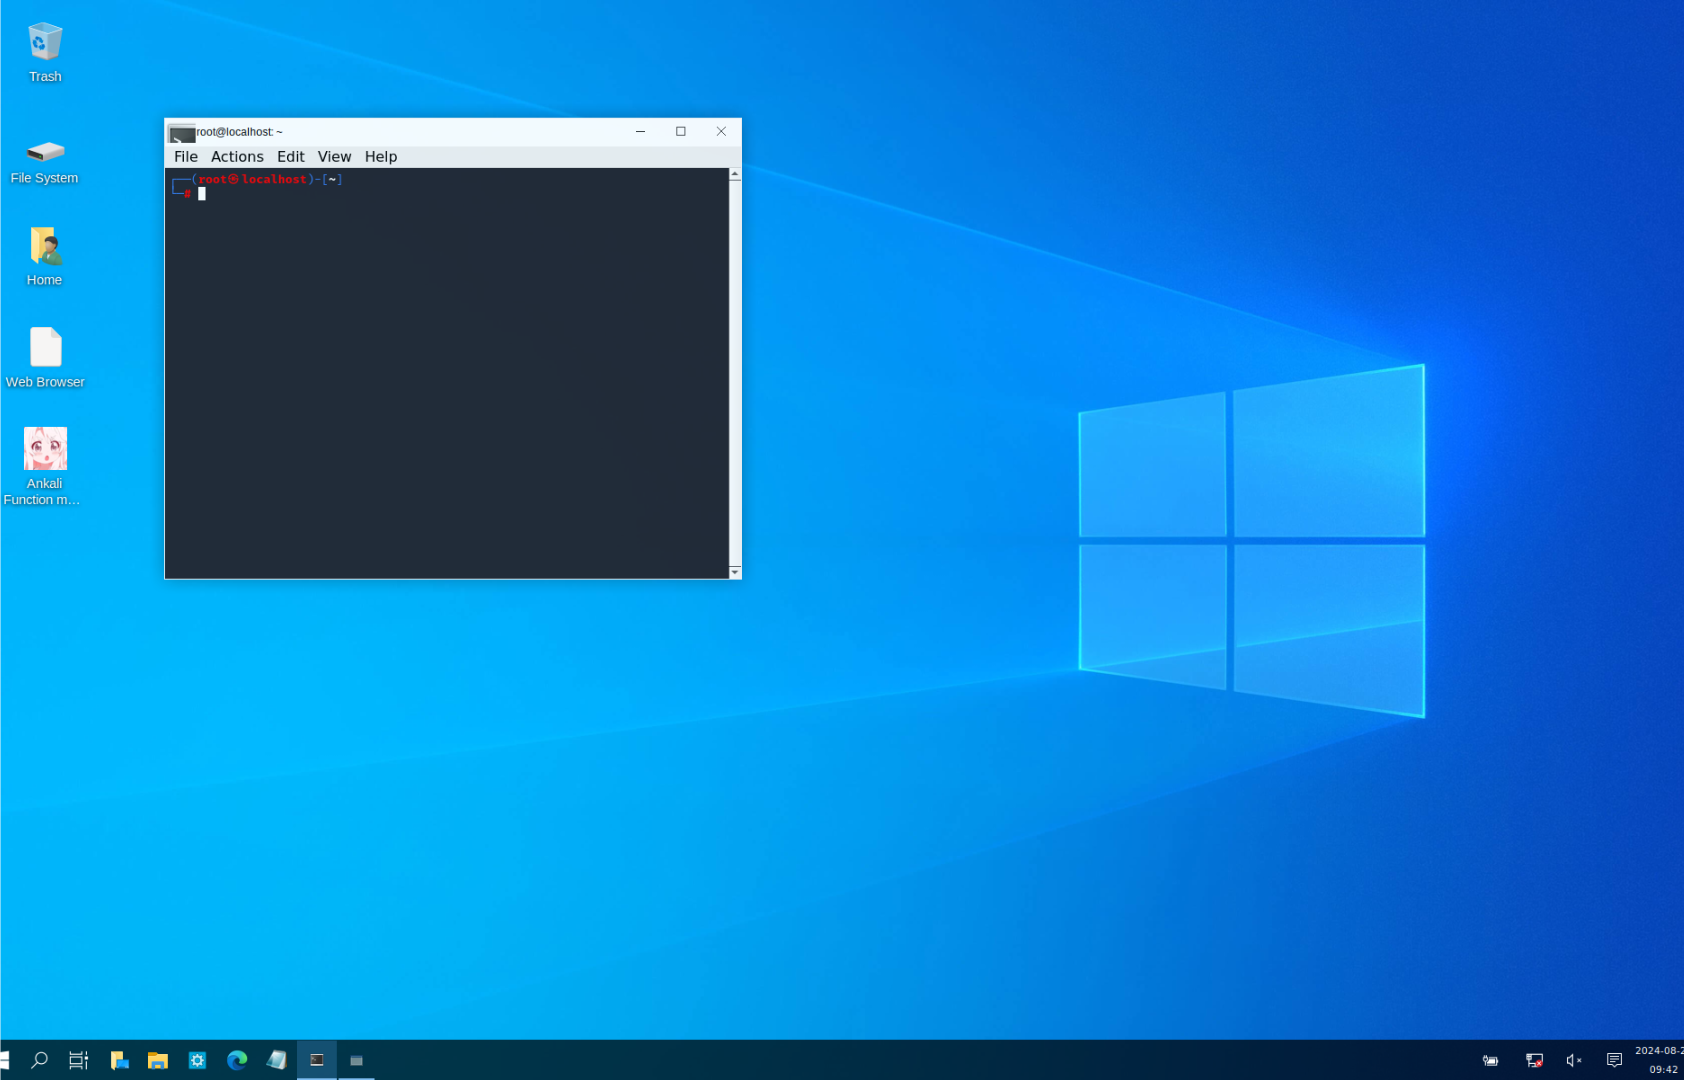 Trash
File System
Home
Web Browser
Ankali
Function m...
root@localhost: ~
File Actions Edit View Help
┌──(root㉿localhost)-[~]
└─#
2024-08-2
09:42